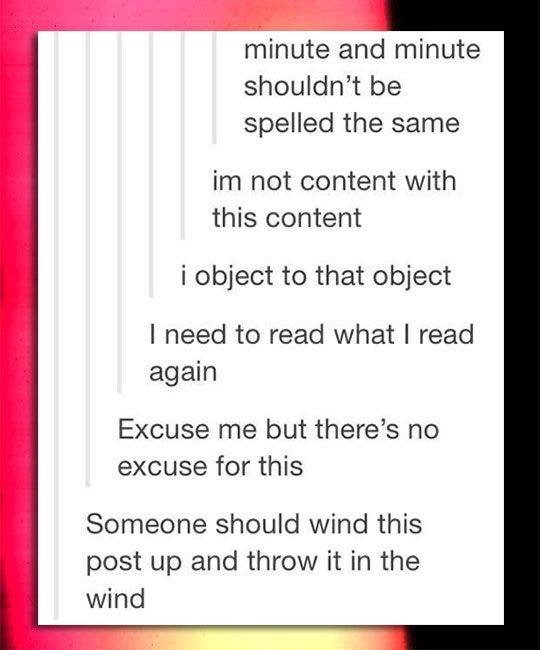 minute and minute
shouldn't be
spelled the same
im not content with
this content
i object to that object
I need to read what I read
again
Excuse me but there's no
excuse for this
Someone should wind this
post up and throw it in the
wind